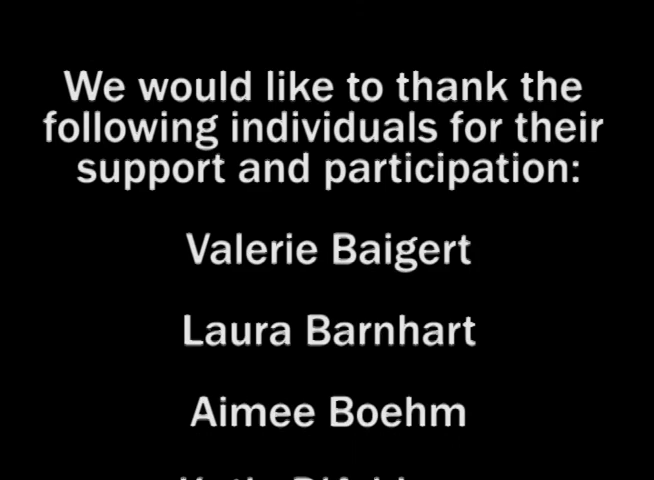 We would like to thank the
following individuals for their
support and participation:
Valerie Baigert
Laura Barnhart
Aimee Boehm